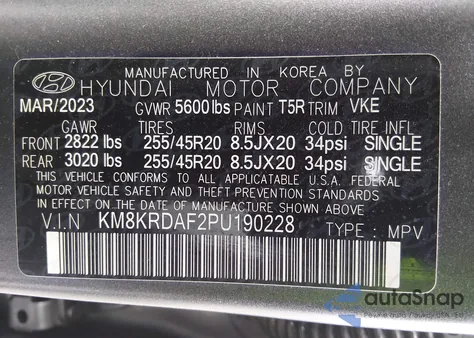 MANUFACTURED IN KOREA BY
HYUNDAI MOTOR COMPANY
MAR/2023 GVWR 5600lbs PAINT T5R TRIM VKE
GAWR TIRES RIMS COLD TIRE INFL
FRONT 2822 lbs 255/45R20 8.5JX20 34psi SINGLE
REAR 3020 lbs 255/45R20 8.5JX20 34psi SINGLE
THIS VEHICLE CONFORMS TO ALL APPLICABLE U.S.A. FEDERAL
MOTOR VEHICLE SAFETY, BUMPER, AND THEFT PREVENTION STANDARDS
IN EFFECT ON THE DATE OF MANUFACTURE SHOWN ABOVE.
V.I.N KM8KRDAF2PU190228 TYPE : MPV
autoSnap